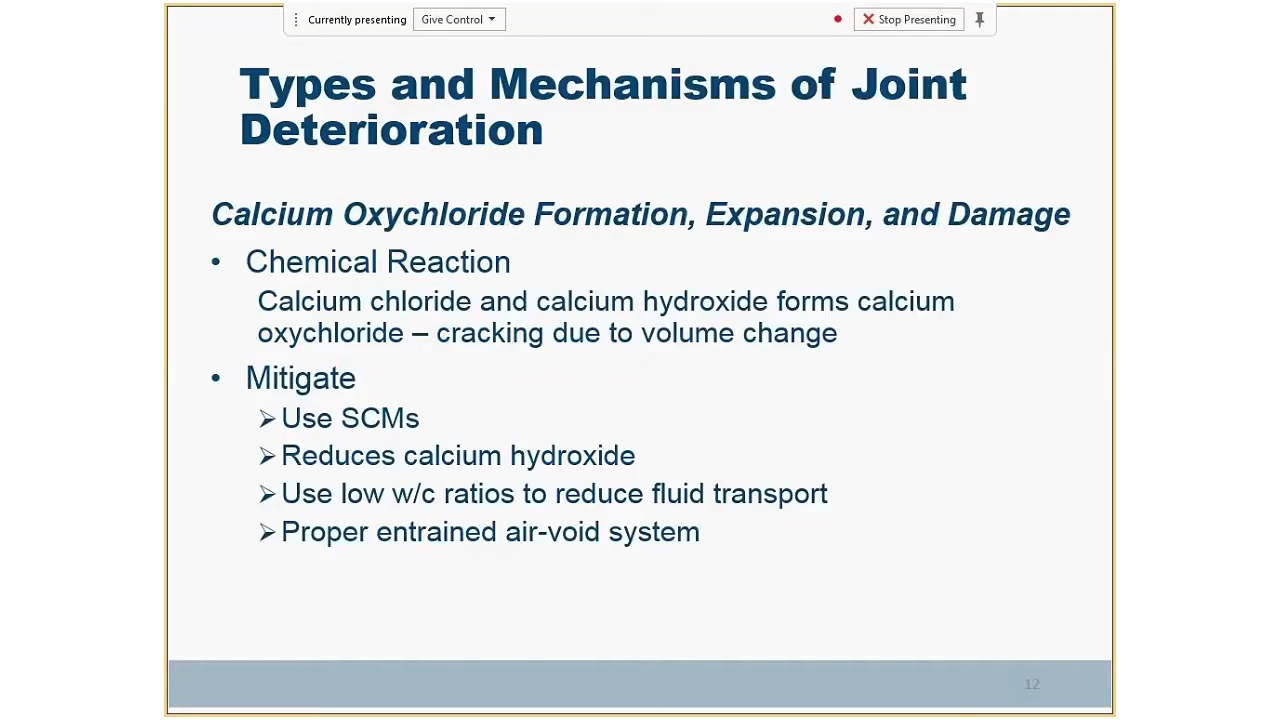 Currently presenting Give Control Stop Presenting
Types and Mechanisms of Joint
Deterioration
Calcium Oxychloride Formation, Expansion, and Damage
• Chemical Reaction
Calcium chloride and calcium hydroxide forms calcium
oxychloride – cracking due to volume change
• Mitigate
➢ Use SCMs
➢ Reduces calcium hydroxide
➢ Use low w/c ratios to reduce fluid transport
➢ Proper entrained air-void system
12